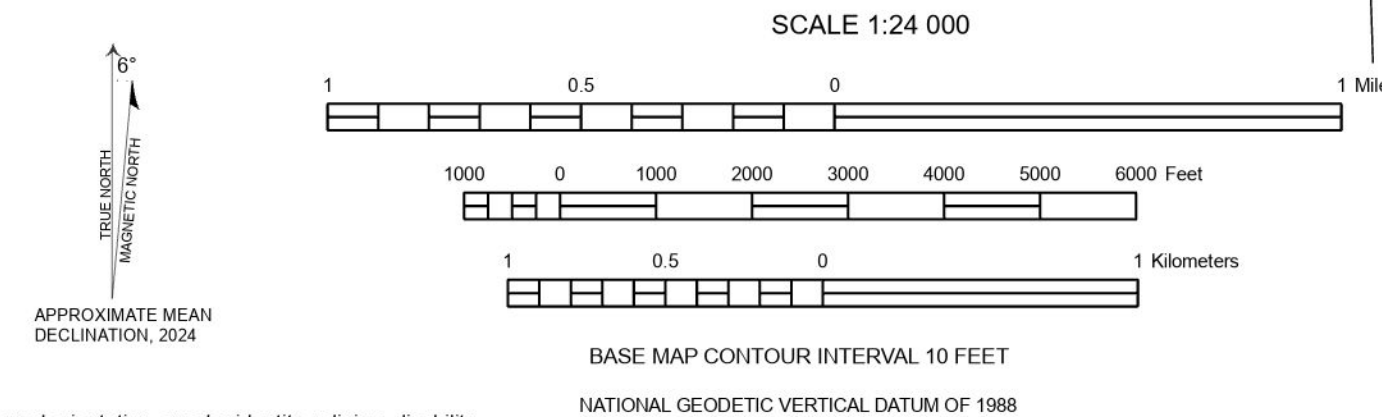 SCALE 1:24 000
6°
TRUE NORTH
MAGNETIC NORTH
APPROXIMATE MEAN
DECLINATION, 2024
1 0.5 0 1
1000 0 1000 2000 3000 4000 5000 6000 Feet
1 0.5 0 1 Kilometers
BASE MAP CONTOUR INTERVAL 10 FEET
NATIONAL GEODETIC VERTICAL DATUM OF 1988